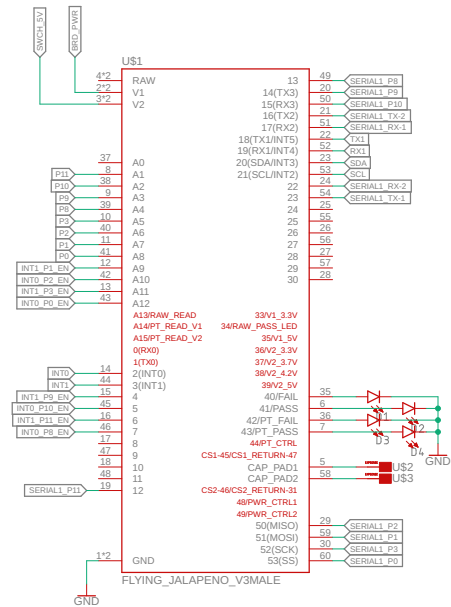 SWCH_5V
BRD_PWR
U$1
4*2 RAW 13 49 SERIAL1_P8
2*2 V1 14(TX3) 20 SERIAL1_P9
3*2 V2 15(RX3) 50 SERIAL1_P10
16(TX2) 21 SERIAL1_TX-2
17(RX2) 51 SERIAL1_RX-1
18(TX1/INT5) 22 TX1
19(RX1/INT4) 52 RX1
37 A0 20(SDA/INT3) 23 SDA
P11 8 A1 21(SCL/INT2) 53 SCL
P10 38 A2 22 24 SERIAL1_RX-2
P9 9 A3 23 54 SERIAL1_TX-1
P8 39 A4 24 25
P3 10 A5 25 55
P2 40 A6 26 26
P1 11 A7 27 56
P0 41 A8 28 27
INT1_P1_EN 12 A9 29 57
INT0_P2_EN 42 A10 30 28
INT1_P3_EN 13 A11
INT0_P0_EN 43 A12
A13/RAW_READ 33/V1_3.3V
A14/PT_READ_V1 34/RAW_PASS_LED
A15/PT_READ_V2 35/V1_5V
0(RX0) 36/V2_3.3V
1(TX0) 37/V2_3.7V
INT0 14 2(INT0) 38/V2_4.2V
INT1 44 3(INT1) 39/V2_5V
INT1_P9_EN 15 4 40/FAIL 35
INT0_P10_EN 45 5 41/PASS 6
INT1_P11_EN 16 6 42/PT_FAIL 36
INT0_P8_EN 46 7 43/PT_PASS 7
D3
D4
17 8 44/PT_CTRL
47 9 CS1-45/CS1_RETURN-47
GND
18 10 CAP_PAD1 5 U$2
48 11 CAP_PAD2 58 U$3
SERIAL1_P11 19 12 CS2-46/CS2_RETURN-31
48/PWR_CTRL1
49/PWR_CTRL2
50(MISO) 29 SERIAL1_P2
51(MOSI) 59 SERIAL1_P1
52(SCK) 30 SERIAL1_P3
1*2 GND 53(SS) 60 SERIAL1_P0
FLYING_JALAPENO_V3MALE
GND